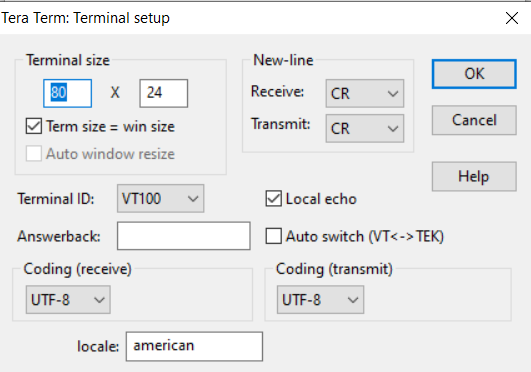 Tera Term: Terminal setup
Terminal size
80 X 24
Term size = win size
Auto window resize
New-line
Receive: CR
Transmit: CR
OK
Cancel
Help
Terminal ID: VT100
Local echo
Answerback:
Auto switch (VT<->TEK)
Coding (receive)
UTF-8
Coding (transmit)
UTF-8
locale: american